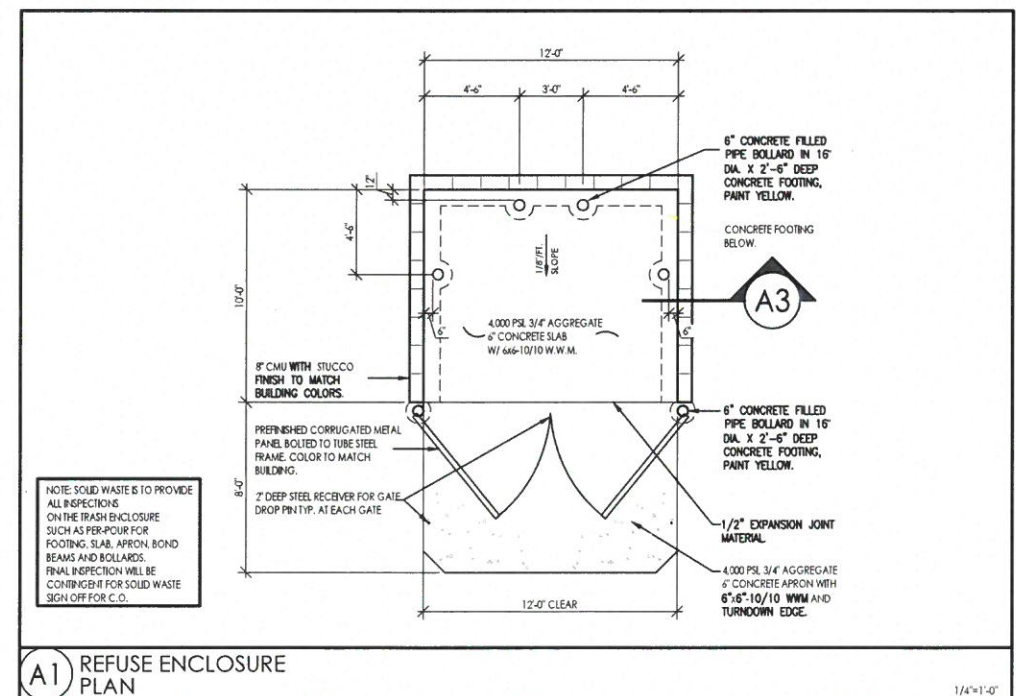 12'-0"
4'-6" 3'-0" 4'-6"
6" CONCRETE FILLED
PIPE BOLLARD IN 16"
DIA. X 2'-6" DEEP
CONCRETE FOOTING,
PAINT YELLOW.
12"
CONCRETE FOOTING
BELOW.
4'-6"
1/8"/FT.
SLOPE
A3
10'-0"
4,000 PSI, 3/4" AGGREGATE
6" CONCRETE SLAB
W/ 6x6-10/10 W.W.M.
6"
6"
8" CMU WITH STUCCO
FINISH TO MATCH
BUILDING COLORS.
6" CONCRETE FILLED
PIPE BOLLARD IN 16"
DIA. X 2'-6" DEEP
CONCRETE FOOTING,
PAINT YELLOW.
PREFINISHED CORRUGATED METAL
PANEL BOLTED TO TUBE STEEL
FRAME. COLOR TO MATCH
BUILDING.
8'-0"
2" DEEP STEEL RECEIVER FOR GATE
DROP PIN TYP. AT EACH GATE
NOTE: SOLID WASTE IS TO PROVIDE
ALL INSPECTIONS
ON THE TRASH ENCLOSURE
SUCH AS PER-POUR FOR
FOOTING, SLAB, APRON, BOND
BEAMS AND BOLLARDS.
FINAL INSPECTION WILL BE
CONTINGENT FOR SOLID WASTE
SIGN OFF FOR C.O.
1/2" EXPANSION JOINT
MATERIAL
4,000 PSI, 3/4" AGGREGATE
6" CONCRETE APRON WITH
6"x6"-10/10 WWM AND
TURNDOWN EDGE.
12'-0" CLEAR
A1 REFUSE ENCLOSURE
PLAN
1/4"=1'-0"